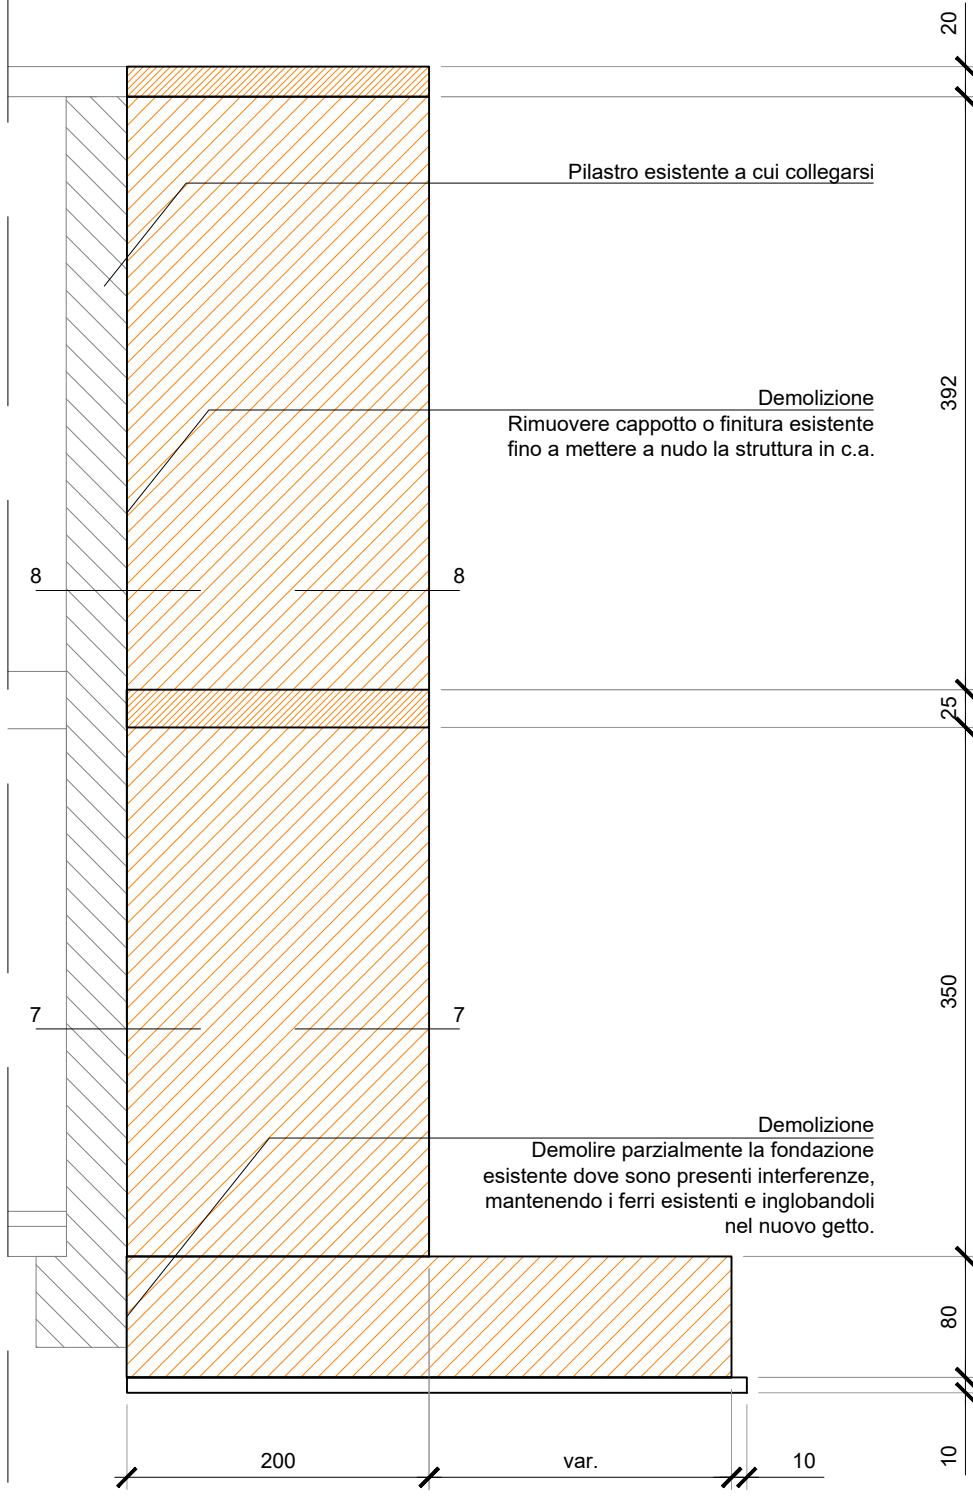 20
Pilastro esistente a cui collegarsi
392
Demolizione
Rimuovere cappotto o finitura esistente
fino a mettere a nudo la struttura in c.a.
8 8
25
350
7 7
Demolizione
Demolire parzialmente la fondazione
esistente dove sono presenti interferenze,
mantenendo i ferri esistenti e inglobandoli
nel nuovo getto.
80
200 var. 10
10